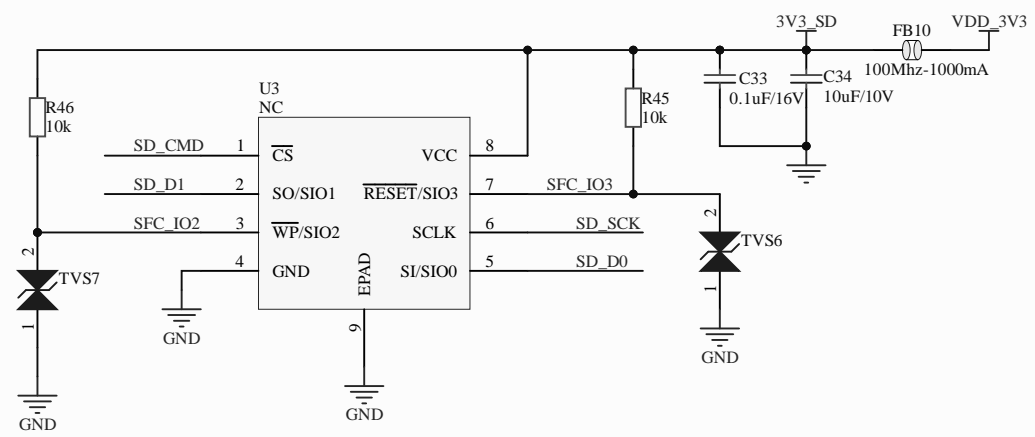 3V3_SD
VDD_3V3
FB10
100Mhz-1000mA
R46
10k
U3
NC
R45
10k
C33
0.1uF/16V
C34
10uF/10V
SD_CMD
1
CS
VCC
8
SD_D1
2
SO/SIO1
RESET/SIO3
7
SFC_IO3
SFC_IO2
3
WP/SIO2
SCLK
6
SD_SCK
4
GND
SI/SIO0
5
SD_D0
EPAD
9
2
TVS7
1
2
TVS6
1
GND
GND
GND
GND